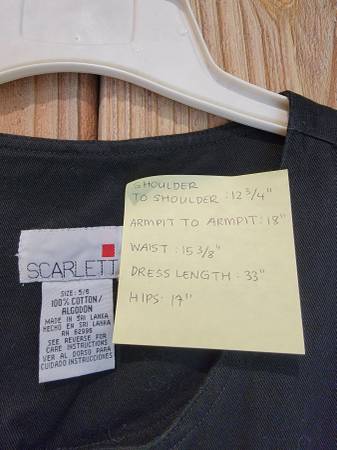 SHOULDER
TO SHOULDER : 12 3/4"
ARMPIT TO ARMPIT : 18"
WAIST : 15 3/8"
DRESS LENGTH : 33"
HIPS : 17"
SCARLETT
SIZE: 5/6
100% COTTON/
ALGODON
MADE IN SRI LANKA
HECHO EN SRI LANKA
RN 62996
SEE REVERSE FOR
CARE INSTRUCTIONS
VER AL DORSO PARA
CUIDADO INSTRUCTIONS